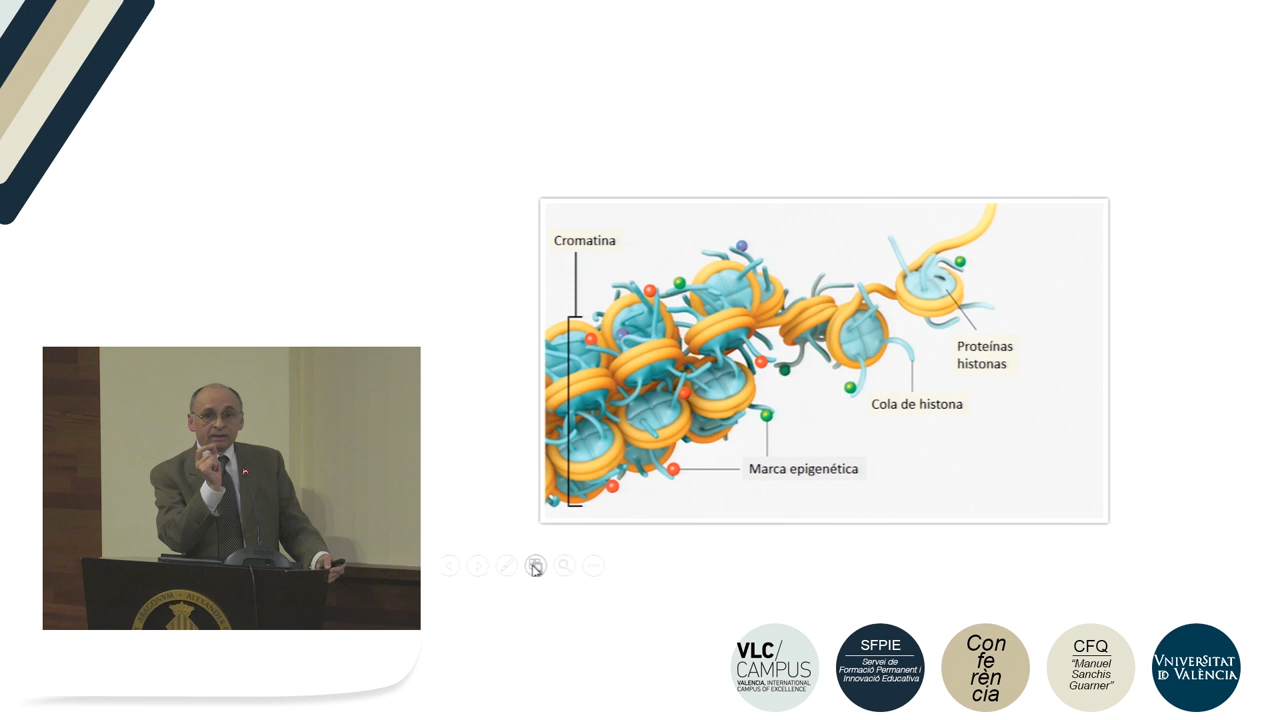 Cromatina
Proteínas
histonas
Cola de histona
Marca epigenética
VLC/
CAMPUS
VALENCIA, INTERNATIONAL
CAMPUS OF EXCELLENCE
SFPIE
Servei de
Formació Permanent i
Innovació Educativa
Con
fe
rèn
cia
CFQ
"Manuel
Sanchis
Guarner"
VNIVERSITAT
ID VALÈNCIA